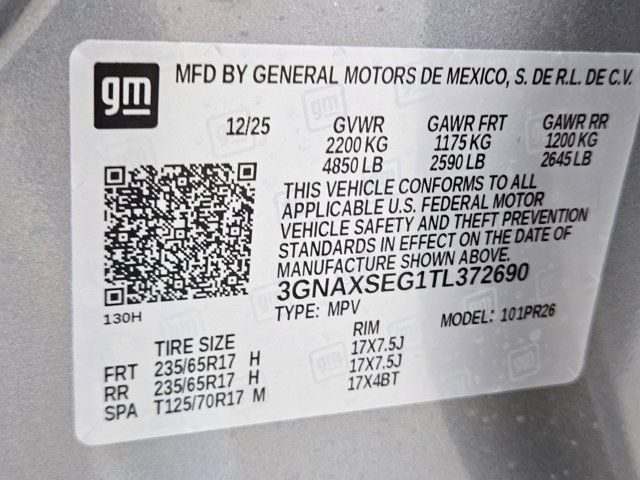 gm
MFD BY GENERAL MOTORS DE MEXICO, S. DE R.L. DE C.V.
12/25 GVWR GAWR FRT GAWR RR
2200 KG 1175 KG 1200 KG
4850 LB 2590 LB 2645 LB
THIS VEHICLE CONFORMS TO ALL
APPLICABLE U.S. FEDERAL MOTOR
VEHICLE SAFETY AND THEFT PREVENTION
STANDARDS IN EFFECT ON THE DATE OF
MANUFACTURE SHOWN ABOVE.
3GNAXSEG1TL372690
130H
TYPE: MPV MODEL: 101PR26
TIRE SIZE RIM
FRT 235/65R17 H 17X7.5J
RR 235/65R17 H 17X7.5J
SPA T125/70R17 M 17X4BT